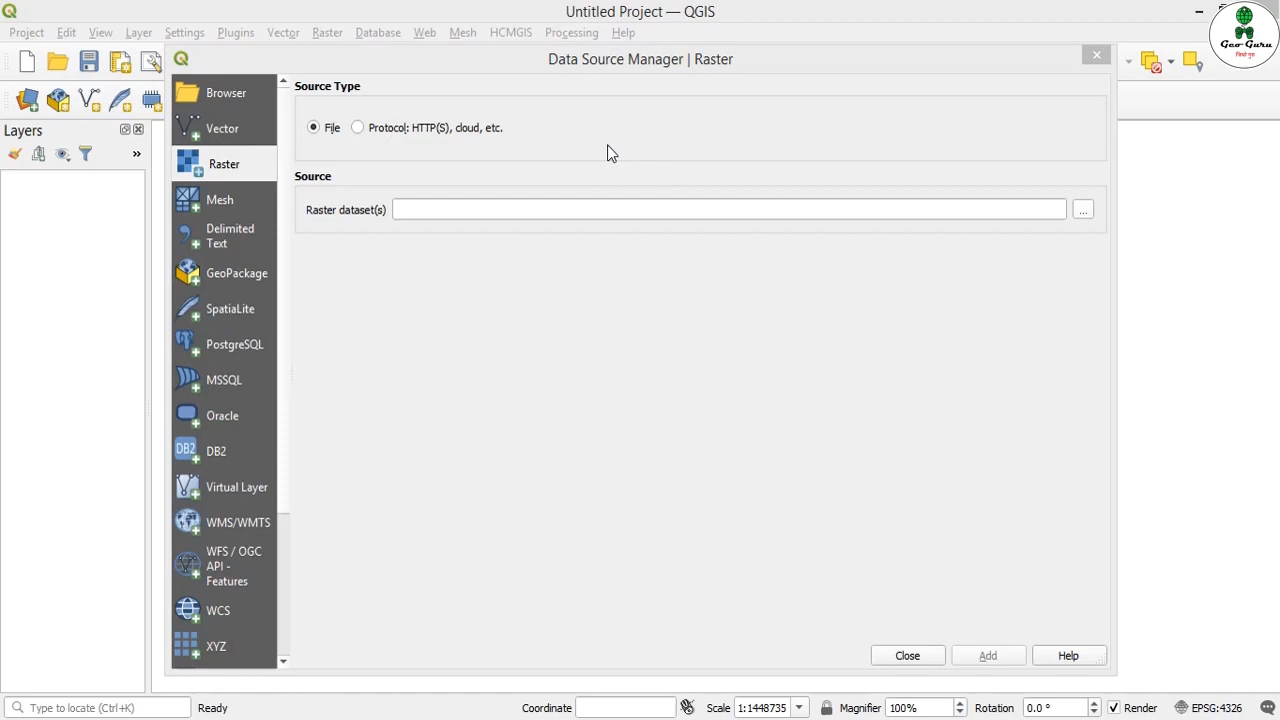 Untitled Project — QGIS
Project Edit View Layer Settings Plugins Vector Raster Database Web Mesh HCMGIS Processing Help
Geo Guru
जियो गुरु
Data Source Manager | Raster
Layers
Browser
Vector
Raster
Mesh
Delimited
Text
GeoPackage
SpatiaLite
PostgreSQL
MSSQL
Oracle
DB2
DB2
Virtual Layer
WMS/WMTS
WFS / OGC
API -
Features
WCS
XYZ
Source Type
File Protocol: HTTP(S), cloud, etc.
Source
Raster dataset(s) ...
Close Add Help
Type to locate (Ctrl+K) Ready Coordinate Scale 1:1448735 Magnifier 100% Rotation 0.0 ° Render EPSG:4326